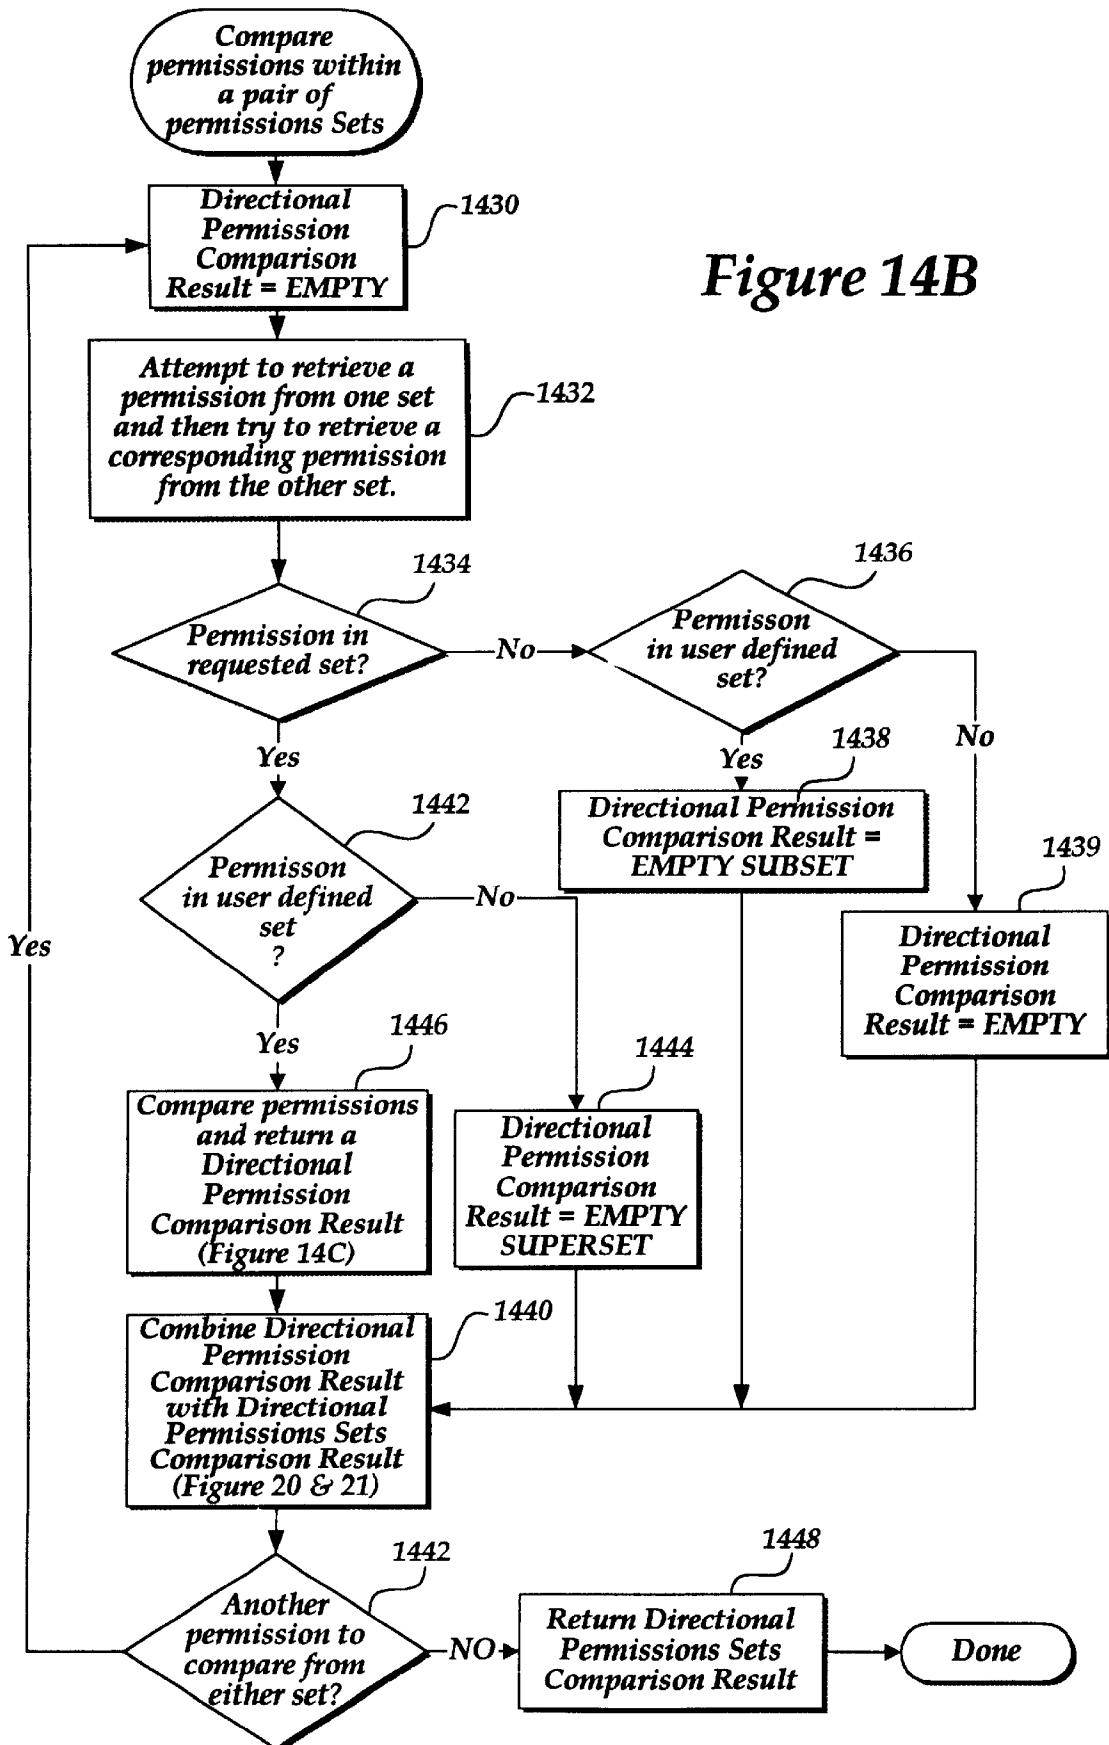 Compare
permissions within
a pair of
permissions Sets
Directional
Permission
Comparison
Result = EMPTY
1430
Figure 14B
Attempt to retrieve a
permission from one set
and then try to retrieve a
corresponding permission
from the other set.
1432
1434
Permission in
requested set?
No
1436
Permisson
in user defined
set?
Yes
Yes
No
1438
Directional Permission
Comparison Result =
EMPTY SUBSET
1442
Permisson
in user defined
set
?
No
1439
Directional
Permission
Comparison
Result = EMPTY
Yes
Yes
1446
Compare permissions
and return a
Directional
Permission
Comparison Result
(Figure 14C)
1444
Directional
Permission
Comparison
Result = EMPTY
SUPERSET
1440
Combine Directional
Permission
Comparison Result
with Directional
Permissions Sets
Comparison Result
(Figure 20 & 21)
1442
Another
permission to
compare from
either set?
NO
1448
Return Directional
Permissions Sets
Comparison Result
Done